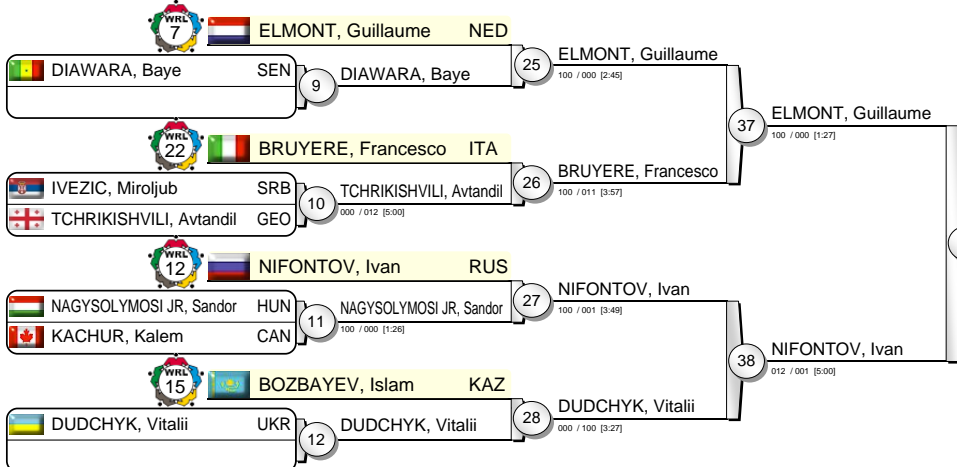 WRL
7
ELMONT, Guillaume NED
DIAWARA, Baye SEN
9
DIAWARA, Baye
25
ELMONT, Guillaume
100 / 000 [2:45]
WRL
22
BRUYERE, Francesco ITA
IVEZIC, Miroljub SRB
TCHRIKISHVILI, Avtandil GEO
10
TCHRIKISHVILI, Avtandil
000 / 012 [5:00]
26
BRUYERE, Francesco
100 / 011 [3:57]
37
ELMONT, Guillaume
100 / 000 [1:27]
WRL
12
NIFONTOV, Ivan RUS
NAGYSOLYMOSI JR, Sandor HUN
KACHUR, Kalem CAN
11
NAGYSOLYMOSI JR, Sandor
100 / 000 [1:26]
27
NIFONTOV, Ivan
100 / 001 [3:49]
WRL
15
BOZBAYEV, Islam KAZ
DUDCHYK, Vitalii UKR
12
DUDCHYK, Vitalii
28
DUDCHYK, Vitalii
000 / 100 [3:27]
38
NIFONTOV, Ivan
012 / 001 [5:00]